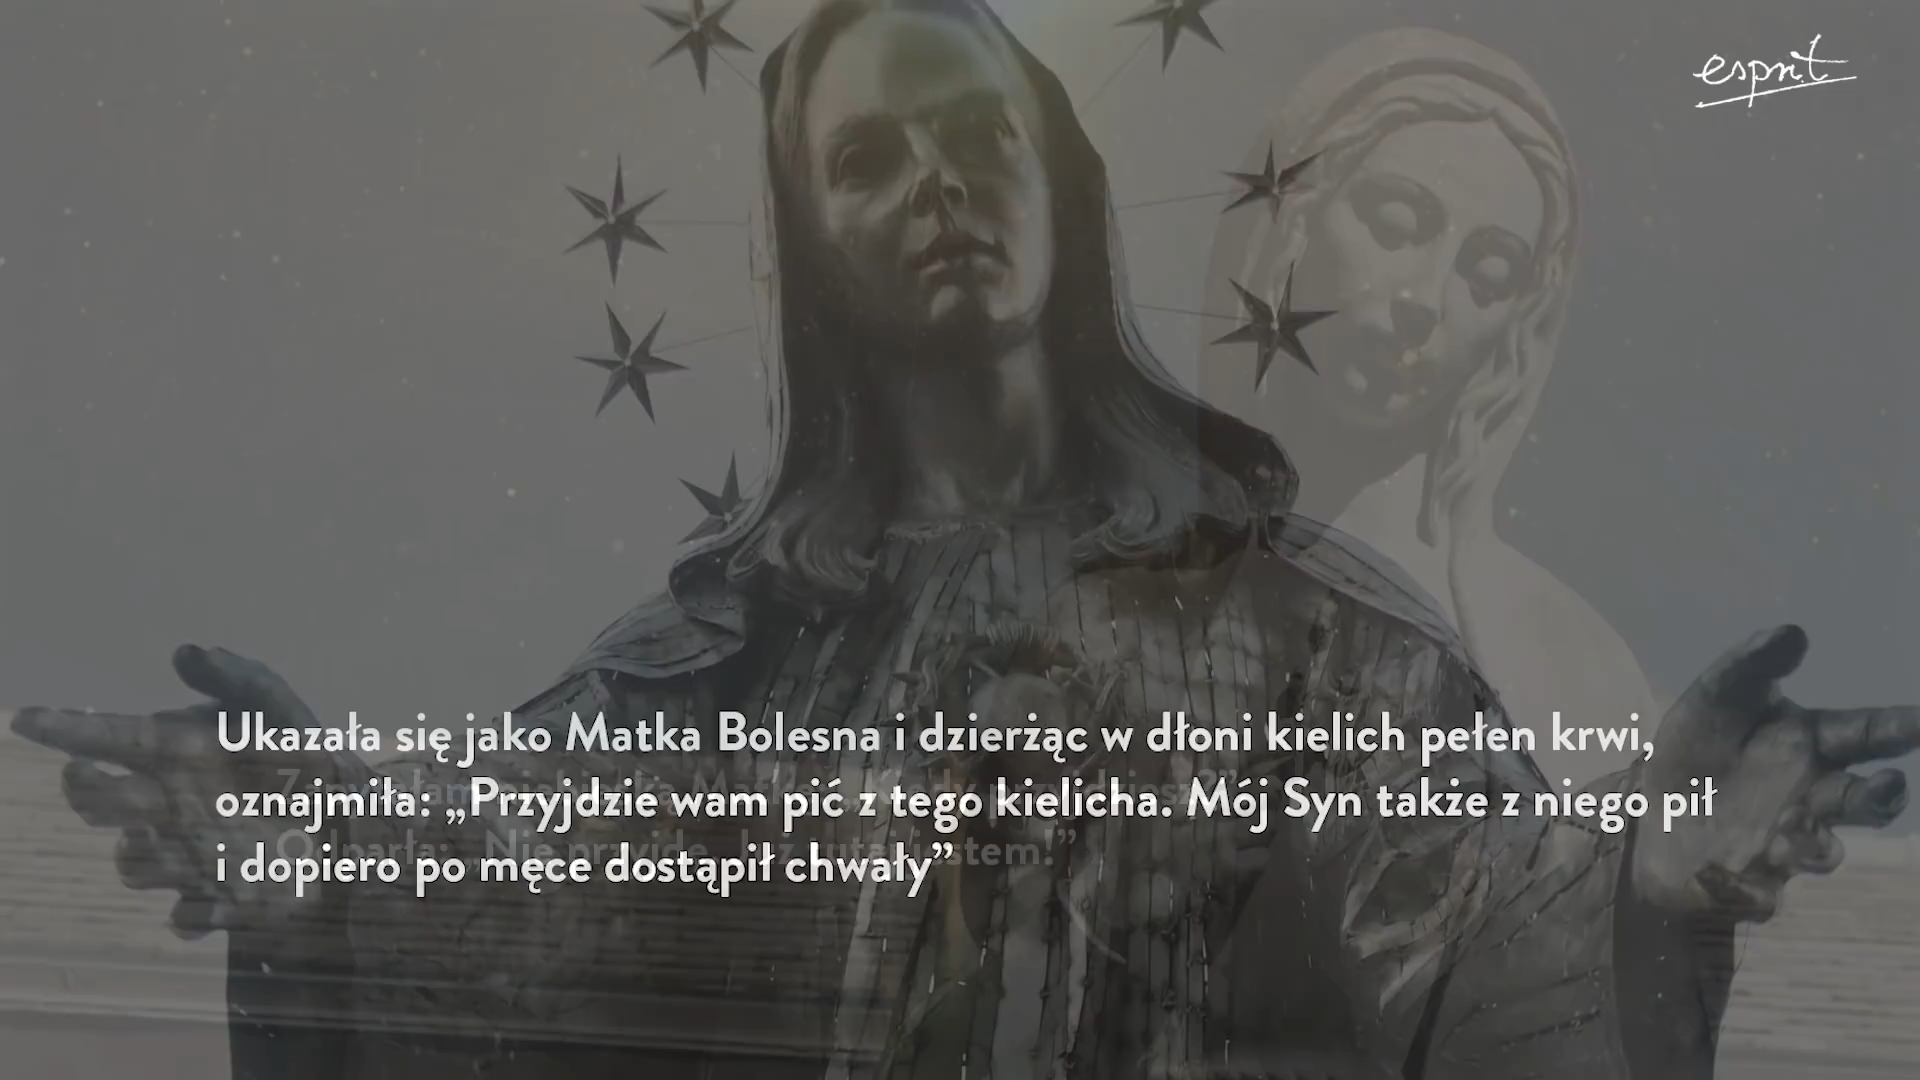 esprit
Ukazała się jako Matka Bolesna i dzierżąc w dłoni kielich pełen krwi,
oznajmiła: „Przyjdzie wam pić z tego kielicha. Mój Syn także z niego pił
i dopiero po męce dostąpił chwały”